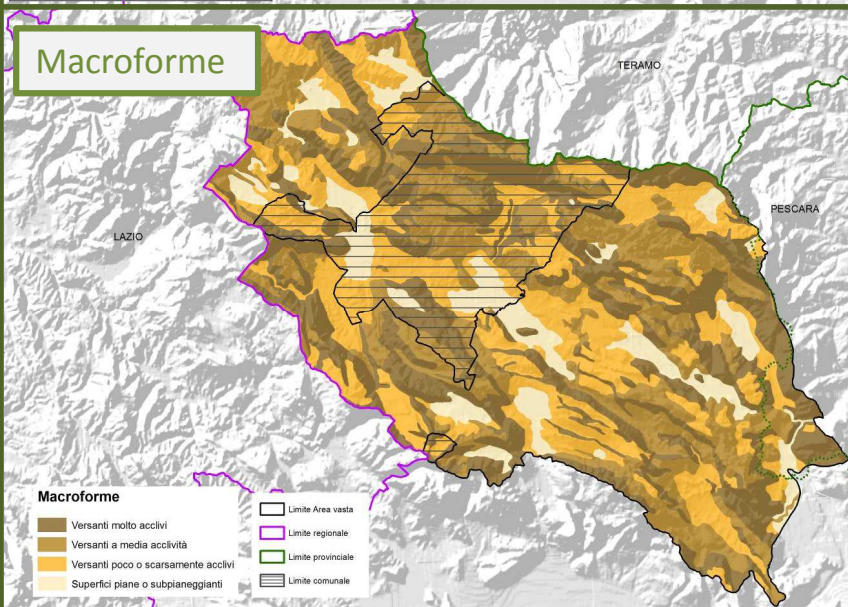 Macroforme
TERAMO
PESCARA
LAZIO
Macroforme
Versanti molto acclivi
Versanti a media acclività
Versanti poco o scarsamente acclivi
Superfici piane o subpianeggianti
Limite Area vasta
Limite regionale
Limite provinciale
Limite comunale